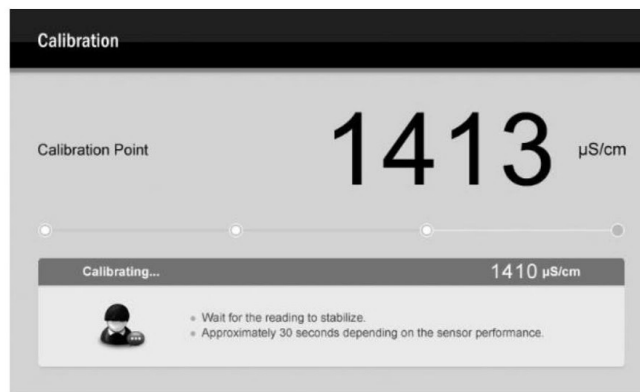 Calibration
Calibration Point 1413 µS/cm
Calibrating... 1410 µS/cm
Wait for the reading to stabilize.
Approximately 30 seconds depending on the sensor performance.